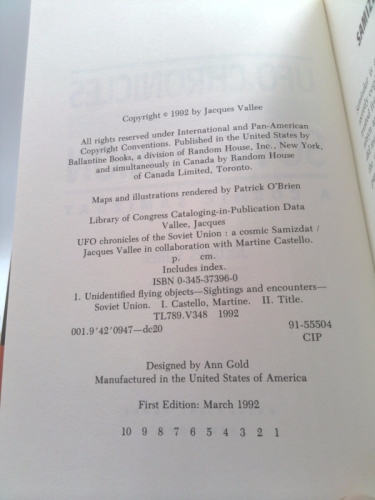 SAMIZ
Copyright © 1992 by Jacques Vallee
All rights reserved under International and Pan-American
Copyright Conventions. Published in the United States by
Ballantine Books, a division of Random House, Inc., New York,
and simultaneously in Canada by Random House
of Canada Limited, Toronto.
Maps and illustrations rendered by Patrick O'Brien
Library of Congress Cataloging-in-Publication Data
Vallee, Jacques
UFO chronicles of the Soviet Union : a cosmic Samizdat /
Jacques Vallee in collaboration with Martine Castello.
p. cm.
Includes index.
ISBN 0-345-37396-0
1. Unidentified flying objects—Sightings and encounters—
Soviet Union. I. Castello, Martine. II. Title.
TL789.V348 1992
001.9'42'0947—dc20 91-55504
CIP
Designed by Ann Gold
Manufactured in the United States of America
First Edition: March 1992
10 9 8 7 6 5 4 3 2 1